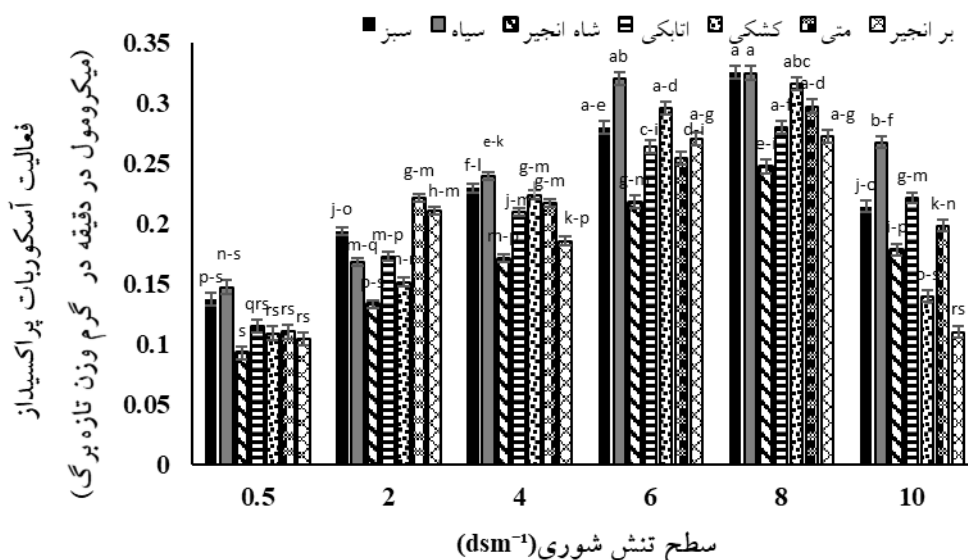 سبز سیاه شاه انجیر اتابکی کشکی متی بر انجیر
فعالیت آسکوربات پراکسیداز
(میکرومول در دقیقه در گرم وزن تازه برگ)
0.35
0.3
0.25
0.2
0.15
0.1
0.05
0
p-s n-s s qrs rs rs rs
j-o m-q p-s m-p g-m h-m
f-l e-k j-n g-m g-m k-p
a-e ab g-m c-i a-d d-i a-g
a a a-f abc a-d a-g
b-f g-m k-n rs
0.5 2 4 6 8 10
سطح تنش شوری(dsm⁻¹)